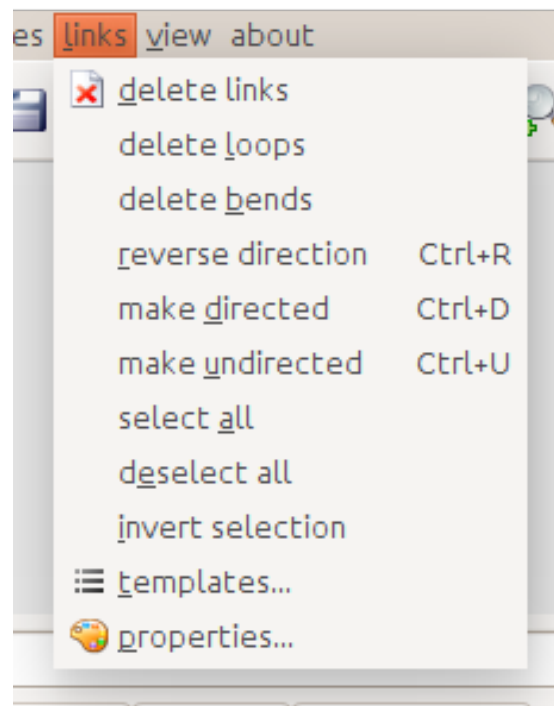 es links view about
delete links
delete loops
delete bends
reverse direction Ctrl+R
make directed Ctrl+D
make undirected Ctrl+U
select all
deselect all
invert selection
templates...
properties...